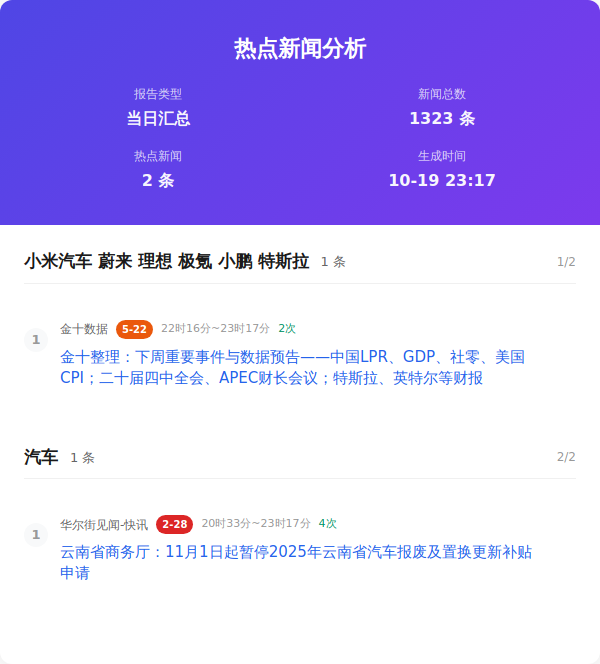 热点新闻分析
报告类型
新闻总数
当日汇总
1323 条
热点新闻
生成时间
2 条
10-19 23:17
小米汽车 蔚来 理想 极氪 小鹏 特斯拉 1 条 1/2
1
金十数据 5-22 22时16分~23时17分 2次
金十整理：下周重要事件与数据预告——中国LPR、GDP、社零、美国
CPI；二十届四中全会、APEC财长会议；特斯拉、英特尔等财报
汽车 1 条 2/2
1
华尔街见闻-快讯 2-28 20时33分~23时17分 4次
云南省商务厅：11月1日起暂停2025年云南省汽车报废及置换更新补贴
申请